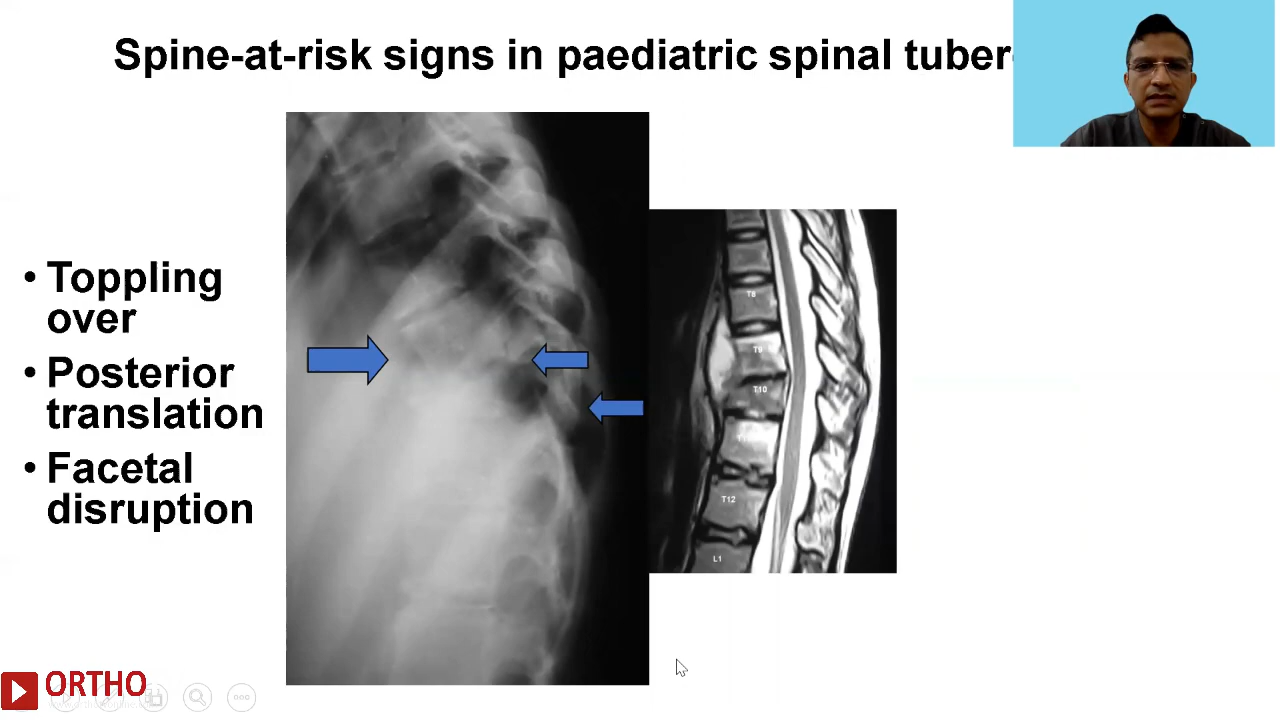 Spine-at-risk signs in paediatric spinal tuber
• Toppling
over
• Posterior
translation
• Facetal
disruption
T8
T9
T10
T12
L1
ORTHO